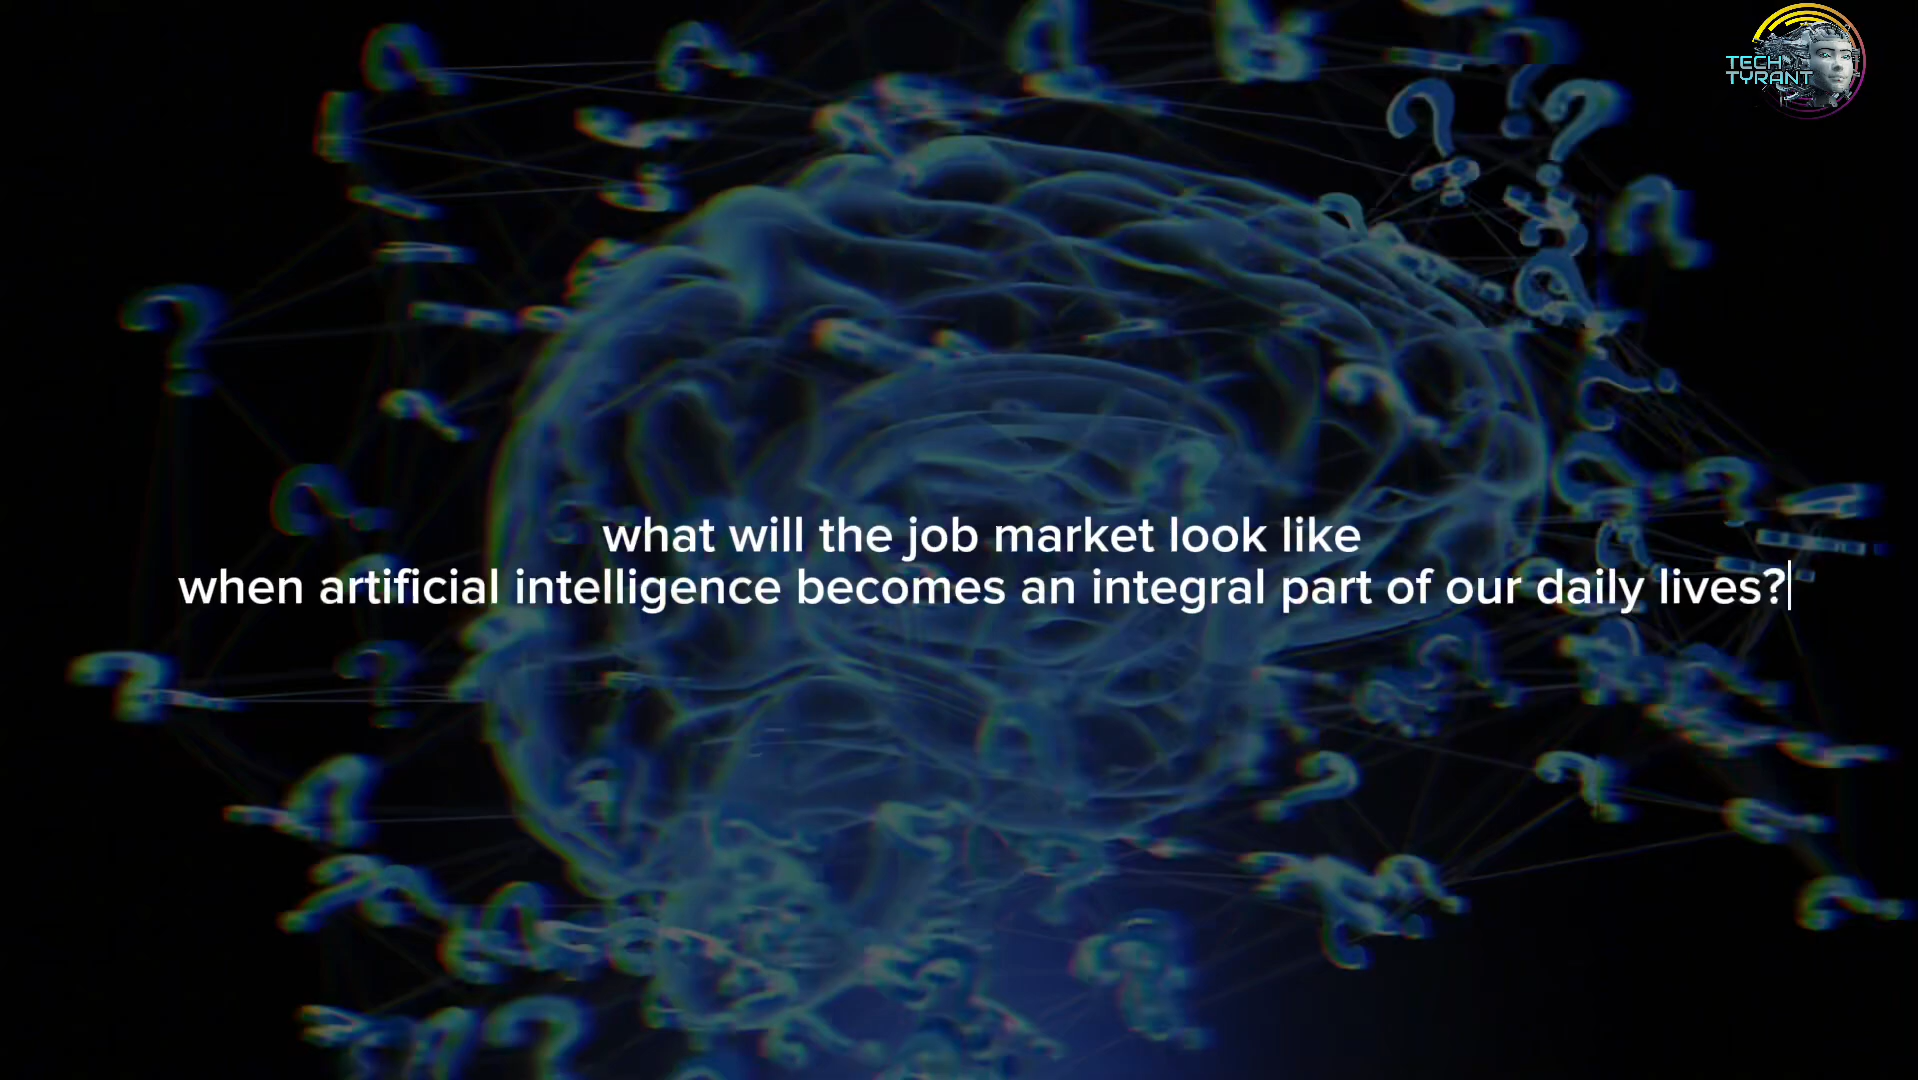 TECH
TYRANT
what will the job market look like
when artificial intelligence becomes an integral part of our daily lives?